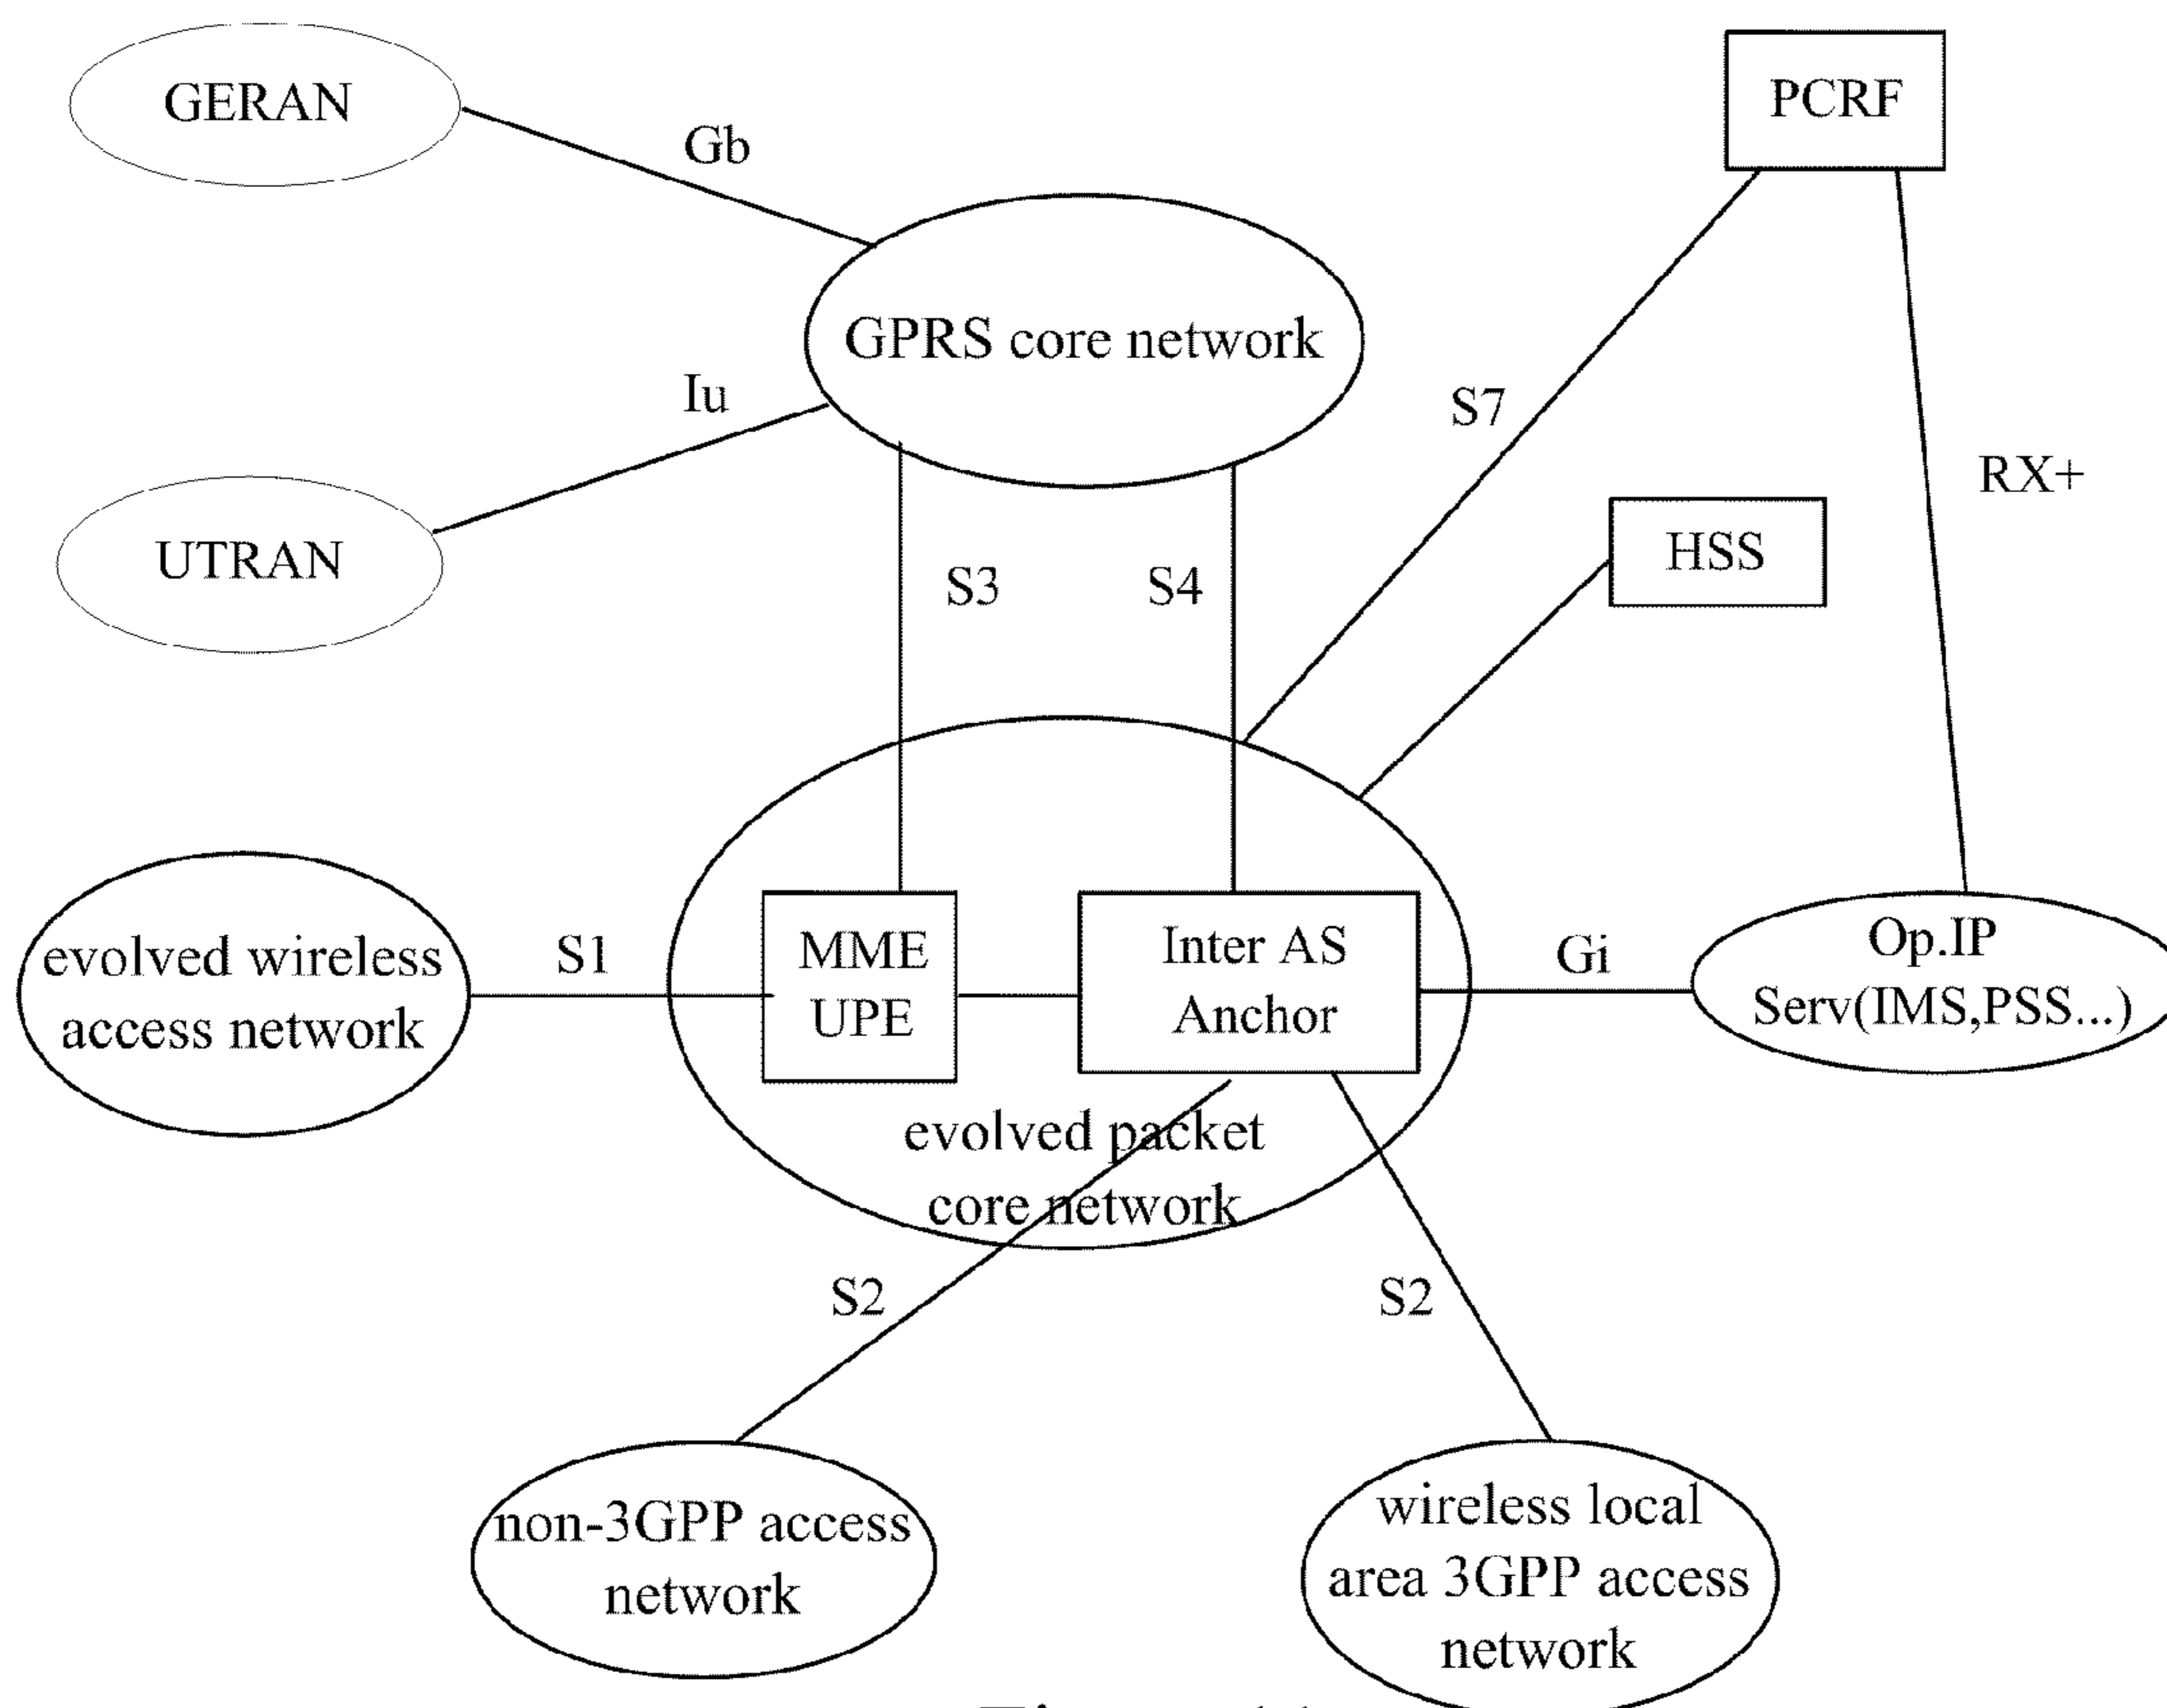 GERAN
PCRF
Gb
GPRS core network
Iu
S7
RX+
UTRAN
HSS
S3
S4
evolved wireless
access network
S1
MME
UPE
Inter AS
Anchor
Gi
Op.IP
Serv(IMS,PSS...)
evolved packet
core network
S2
S2
non-3GPP access
network
wireless local
area 3GPP access
network